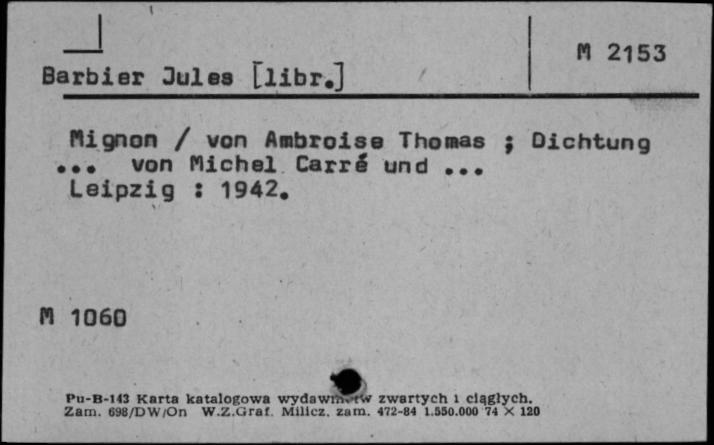 M 2153
Barbier Jules [libr.]
Mignon / von Ambroise Thomas ; Dichtung
... von Michel Carré und ...
Leipzig : 1942.
M 1060
Pu-B-143 Karta katalogowa wydawnictw zwartych i ciągłych.
Zam. 698/DW/On W.Z.Graf. Milicz, zam. 472-84 1.550.000 74 × 120